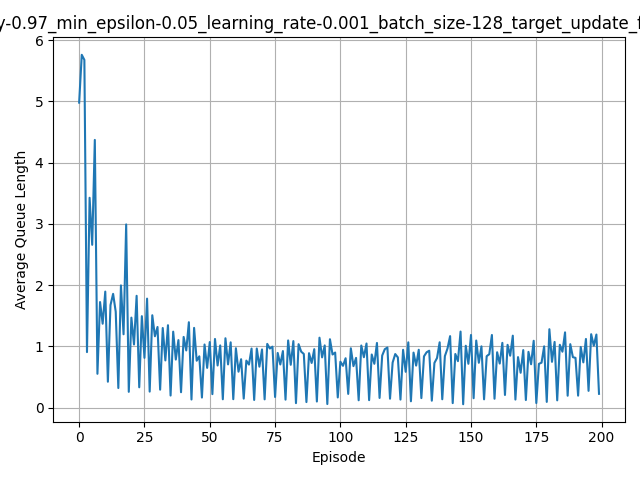 y-0.97_min_epsilon-0.05_learning_rate-0.001_batch_size-128_target_update_f
6
5
4
3
2
1
0
Average Queue Length
0 25 50 75 100 125 150 175 200
Episode